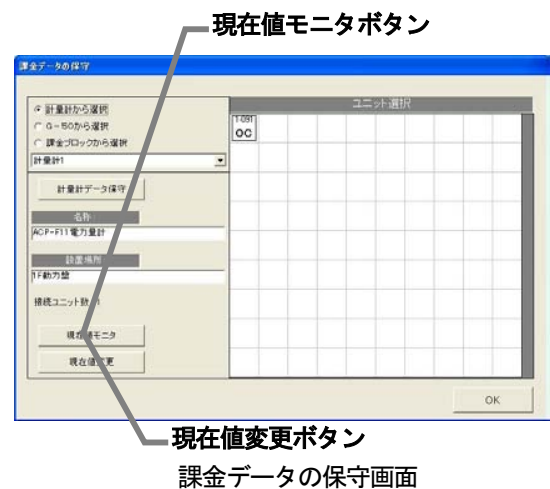 現在値モニタボタン
課金データの保守
計量計から選択
G-50から選択
課金ブロックから選択
計量計1
ユニット選択
1-091
OC
計量計データ保守
名称
ACP-F11電力量計
設置場所
1F動力盤
接続ユニット数 1
現在値モニタ
現在値変更
OK
現在値変更ボタン
課金データの保守画面